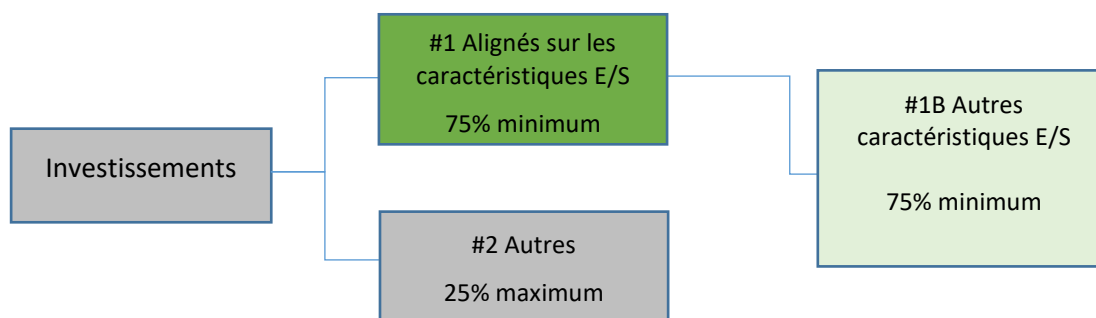 Investissements
#1 Alignés sur les
caractéristiques E/S
75% minimum
#2 Autres
25% maximum
#1B Autres
caractéristiques E/S
75% minimum